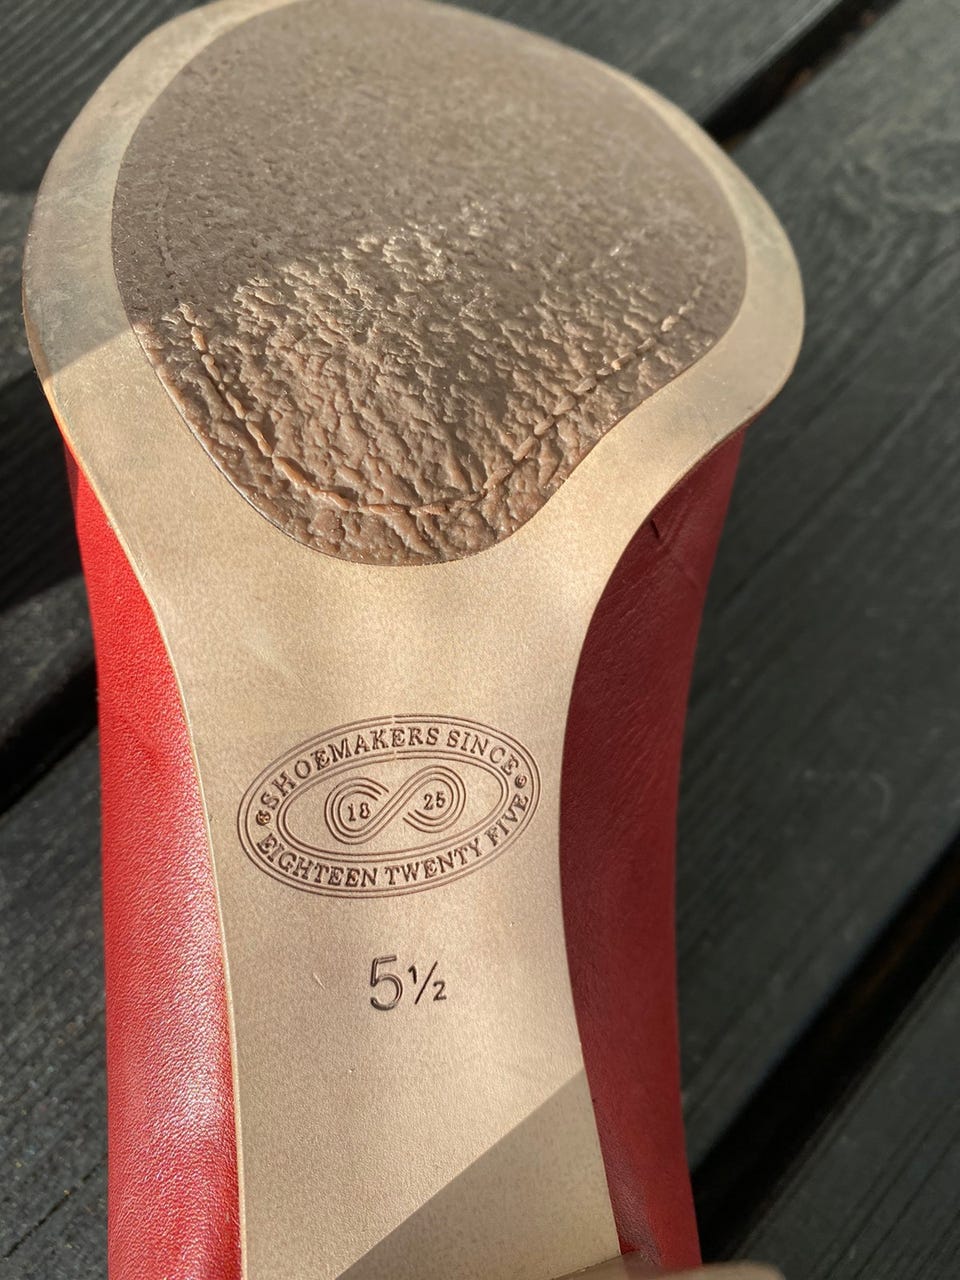 SHOEMAKERS SINCE
18 25
EIGHTEEN TWENTY FIVE
5½